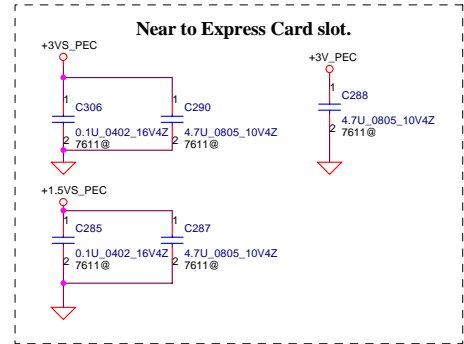 Near to Express Card slot.
+3VS_PEC
1
C306
0.1U_0402_16V4Z
2
7611@
1
C290
4.7U_0805_10V4Z
2
7611@
+3V_PEC
1
C288
4.7U_0805_10V4Z
2
7611@
+1.5VS_PEC
1
C285
0.1U_0402_16V4Z
2
7611@
1
C287
4.7U_0805_10V4Z
2
7611@